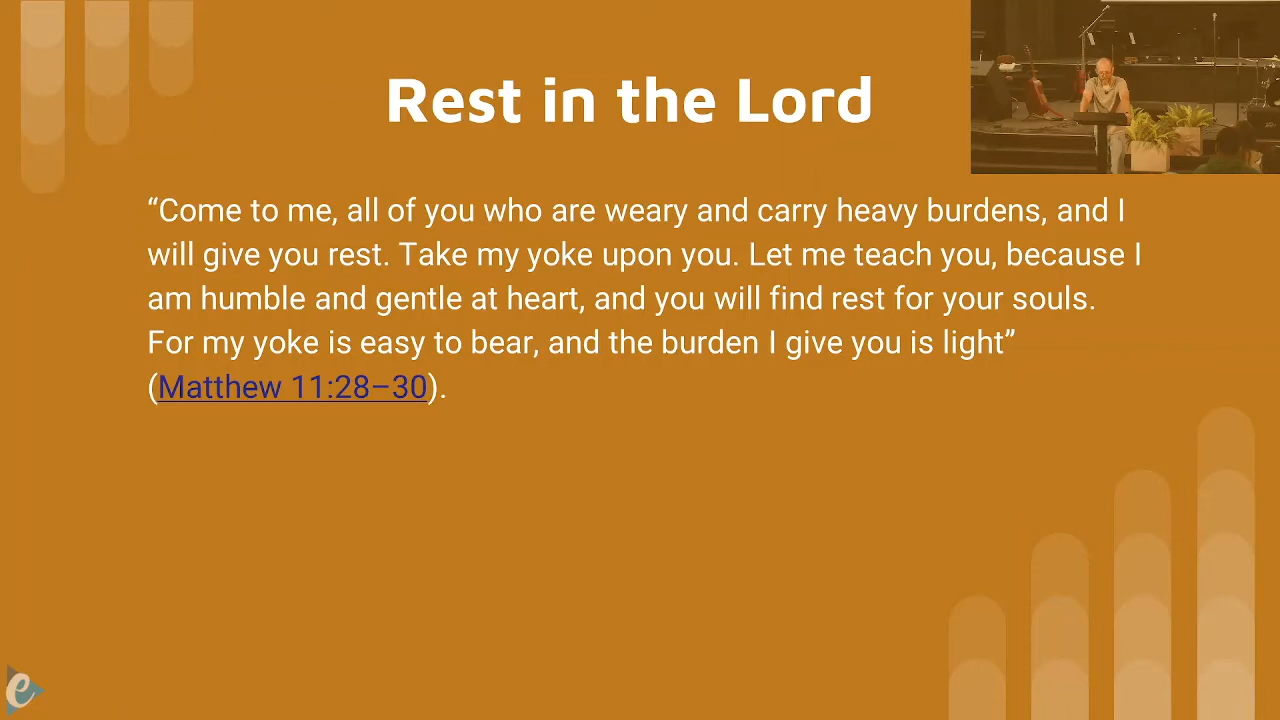 Rest in the Lord
“Come to me, all of you who are weary and carry heavy burdens, and I
will give you rest. Take my yoke upon you. Let me teach you, because I
am humble and gentle at heart, and you will find rest for your souls.
For my yoke is easy to bear, and the burden I give you is light”
(Matthew 11:28–30).
e